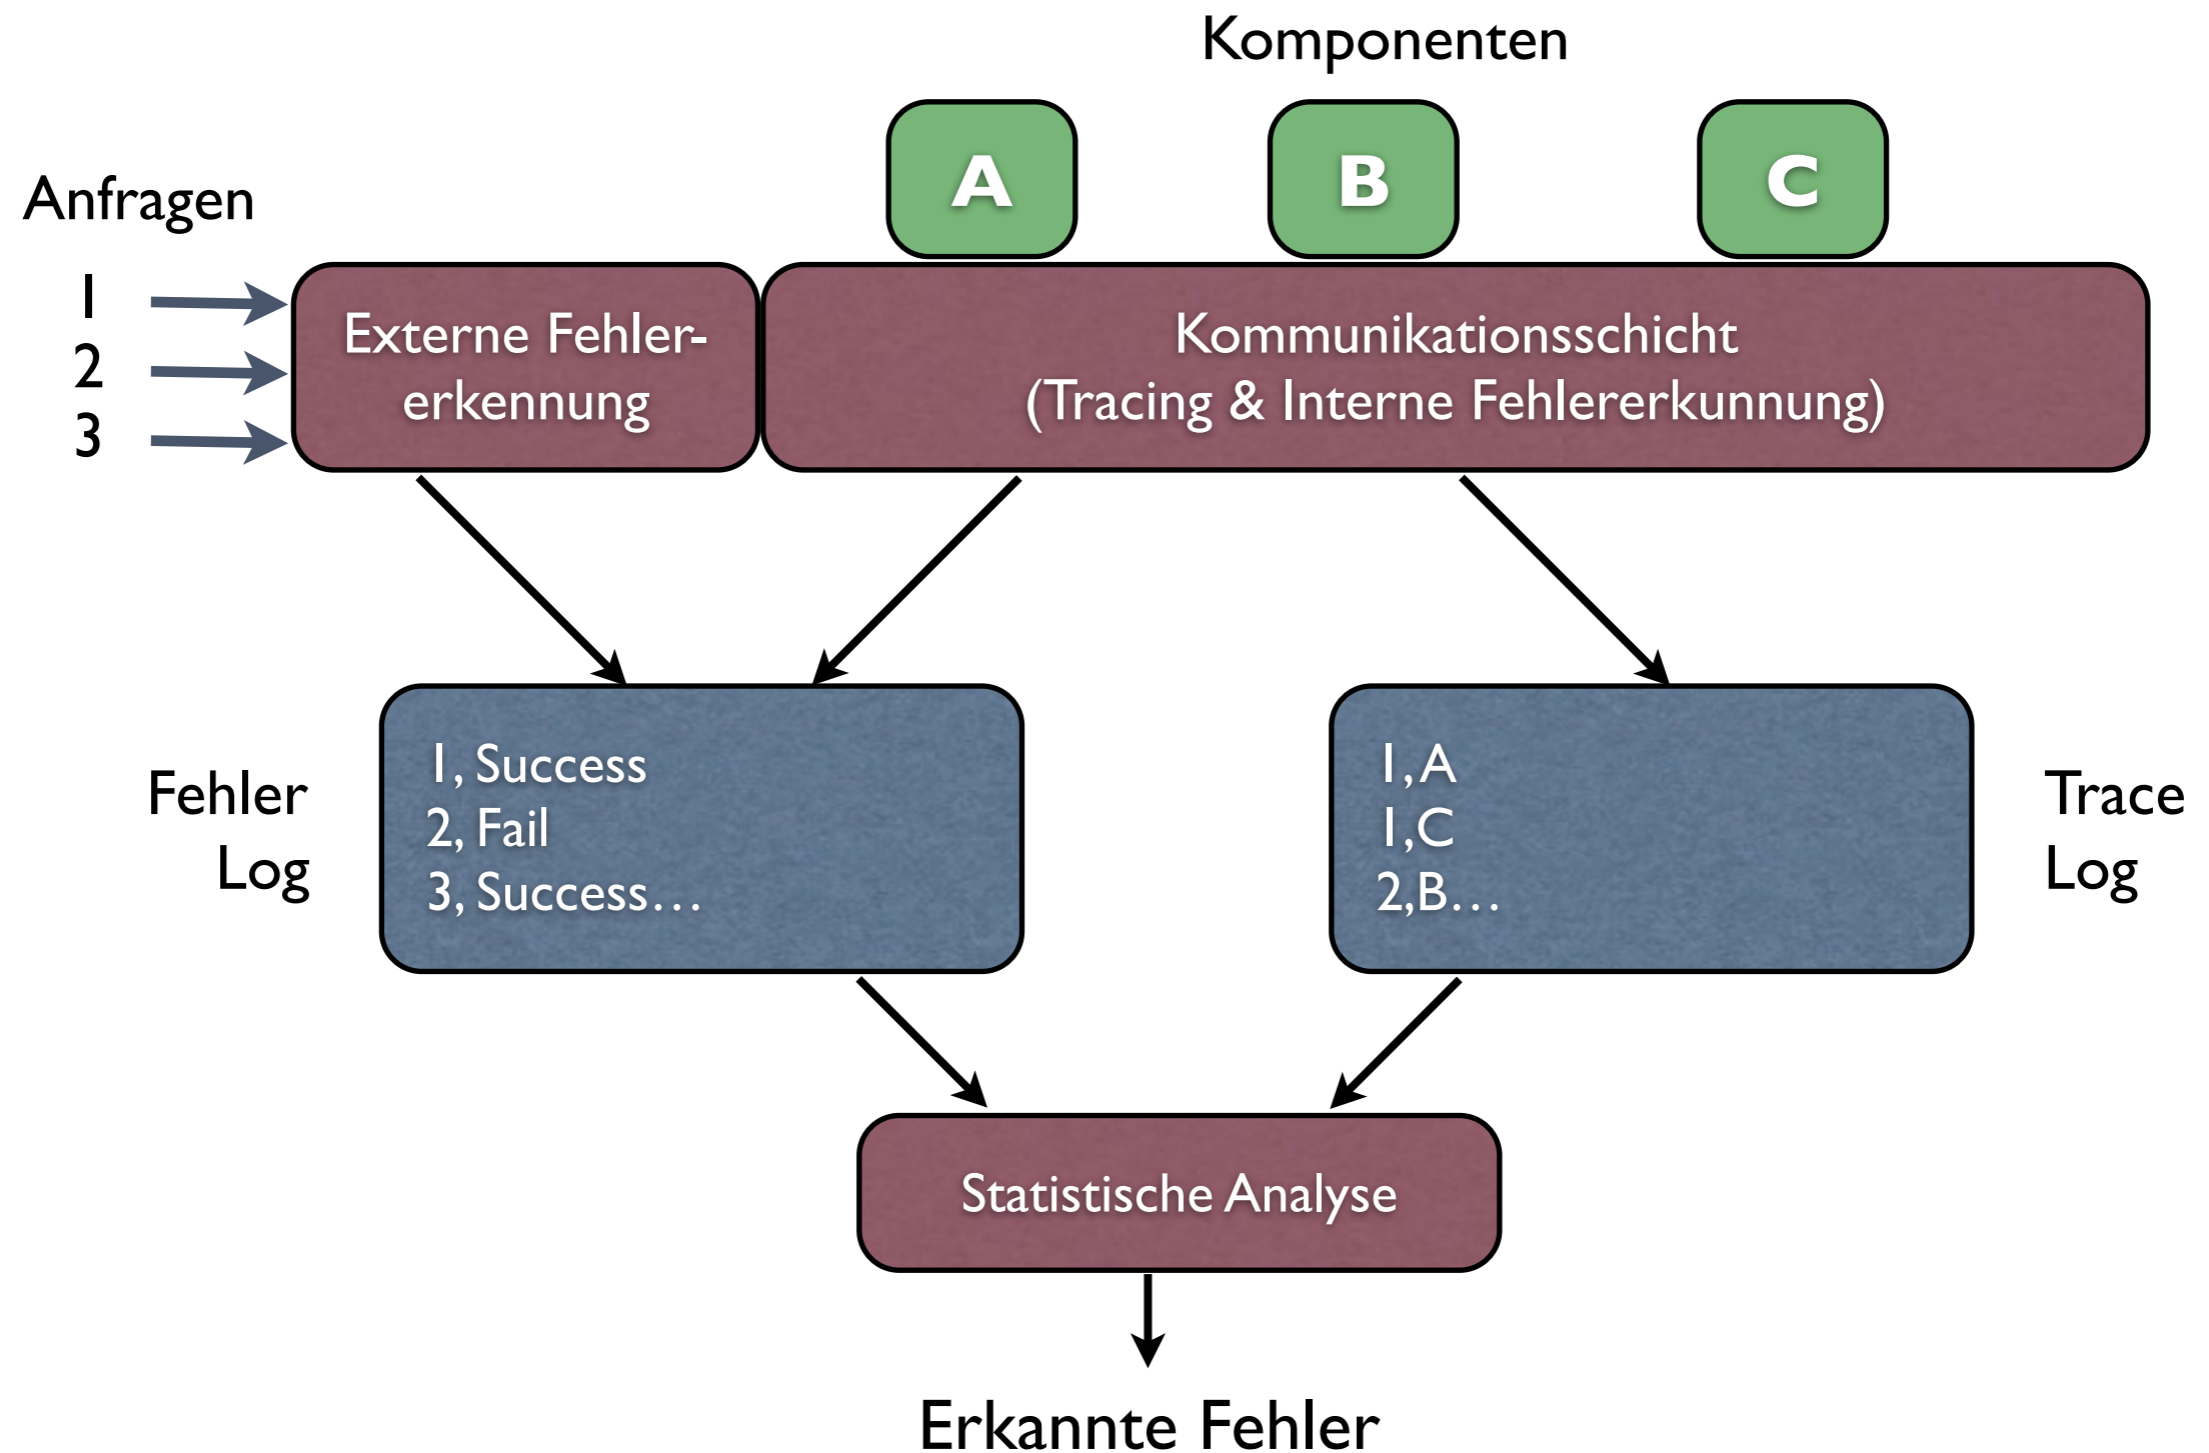 Komponenten
A
B
C
Anfragen
1
2
3
Externe Fehler-
erkennung
Kommunikationsschicht
(Tracing & Interne Fehlererkunnung)
Fehler
Log
1, Success
2, Fail
3, Success...
1,A
1,C
2,B...
Trace
Log
Statistische Analyse
Erkannte Fehler